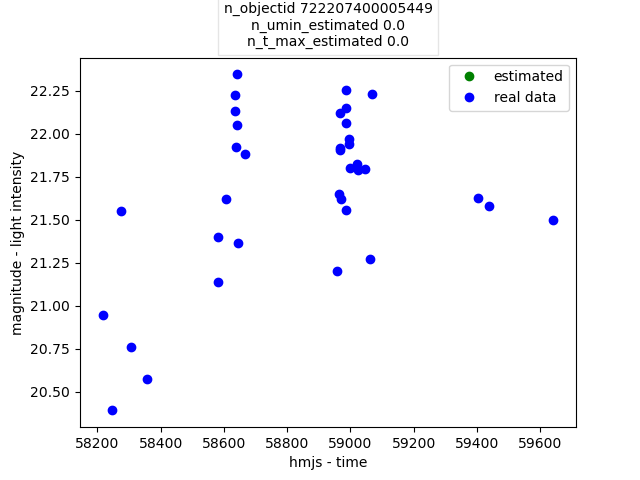 n_objectid 722207400005449
n_umin_estimated 0.0
n_t_max_estimated 0.0
estimated
real data
magnitude - light intensity
22.25
22.00
21.75
21.50
21.25
21.00
20.75
20.50
58200 58400 58600 58800 59000 59200 59400 59600
hmjs - time